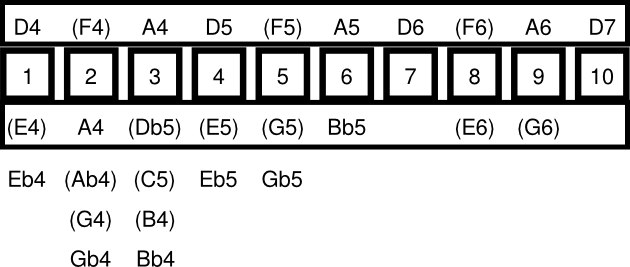 D4 (F4) A4 D5 (F5) A5 D6 (F6) A6 D7
1 2 3 4 5 6 7 8 9 10
(E4) A4 (Db5) (E5) (G5) Bb5 (E6) (G6)
Eb4 (Ab4) (C5) Eb5 Gb5
(G4) (B4)
Gb4 Bb4